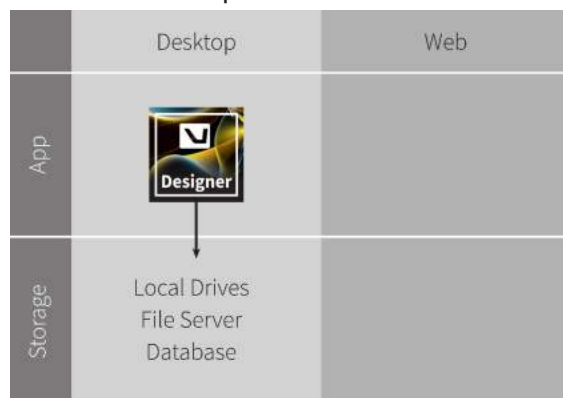 Desktop
Web
App
Designer
Storage
Local Drives
File Server
Database